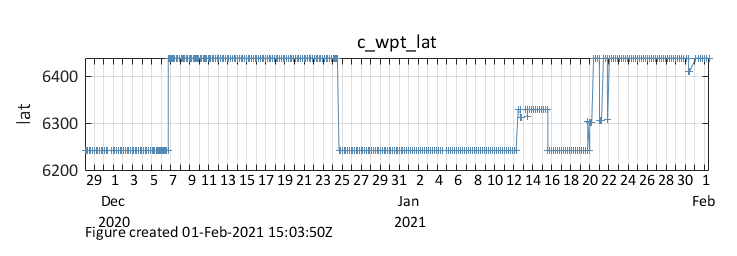 c_wpt_lat
6400
6300
6200
lat
29 1 3 5 7 9 11 13 15 17 19 21 23 25 27 29 31 2 4 6 8 10 12 14 16 18 20 22 24 26 28 30 1
Dec Jan Feb
2020 2021
Figure created 01-Feb-2021 15:03:50Z